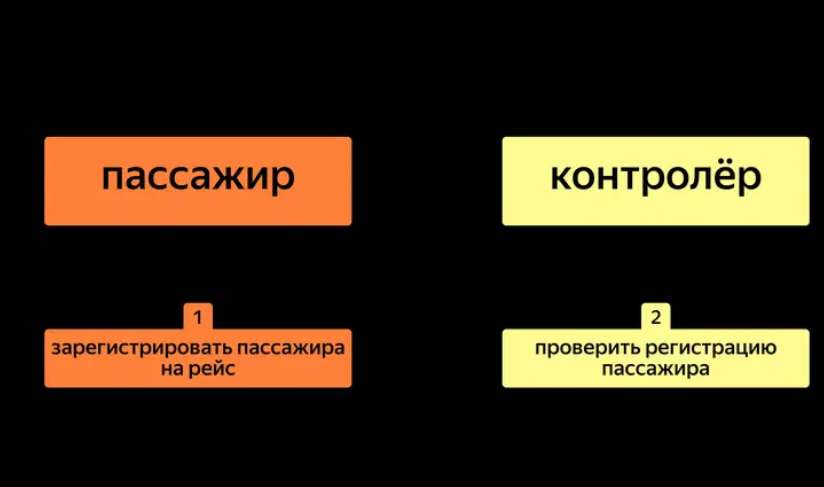 пассажир
контролёр
1
зарегистрировать пассажира
на рейс
2
проверить регистрацию
пассажира